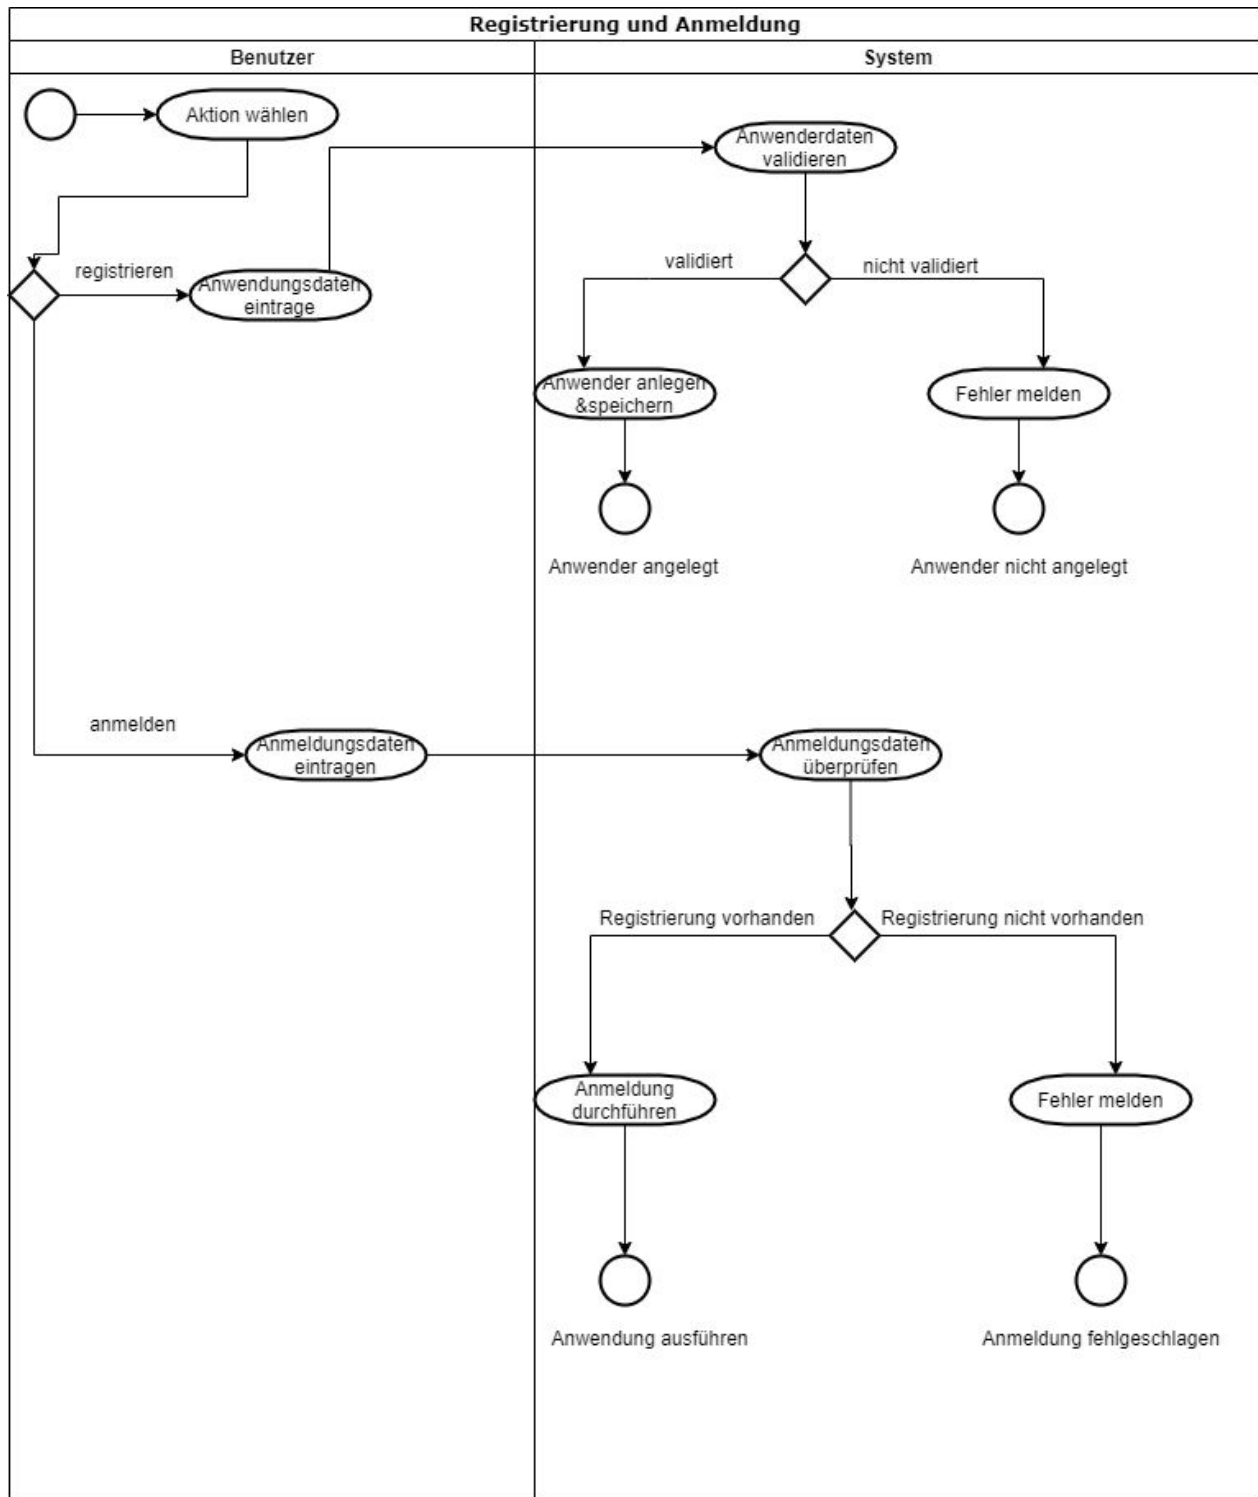 Registrierung und Anmeldung
Benutzer
System
Aktion wählen
Anwenderdaten
validieren
registrieren
Anwendungsdaten
eintrage
validiert
nicht validiert
Anwender anlegen
&speichern
Fehler melden
Anwender angelegt
Anwender nicht angelegt
anmelden
Anmeldungsdaten
eintragen
Anmeldungsdaten
überprüfen
Registrierung vorhanden
Registrierung nicht vorhanden
Anmeldung
durchführen
Fehler melden
Anwendung ausführen
Anmeldung fehlgeschlagen